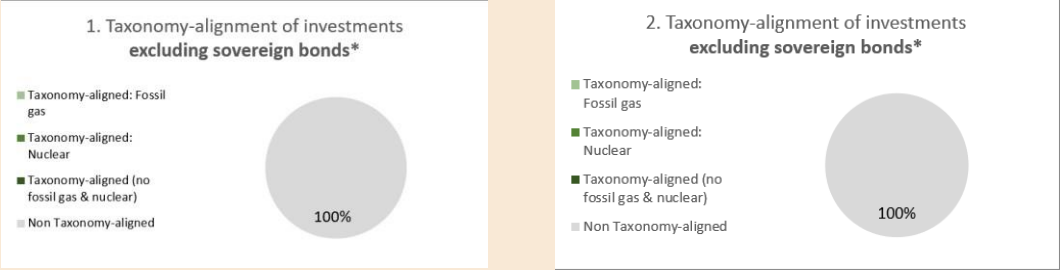 1. Taxonomy-alignment of investments
excluding sovereign bonds*
Taxonomy-aligned: Fossil
gas
Taxonomy-aligned:
Nuclear
Taxonomy-aligned (no
fossil gas & nuclear)
Non Taxonomy-aligned
100%
2. Taxonomy-alignment of investments
excluding sovereign bonds*
Taxonomy-aligned:
Fossil gas
Taxonomy-aligned:
Nuclear
Taxonomy-aligned (no
fossil gas & nuclear)
Non Taxonomy-aligned
100%